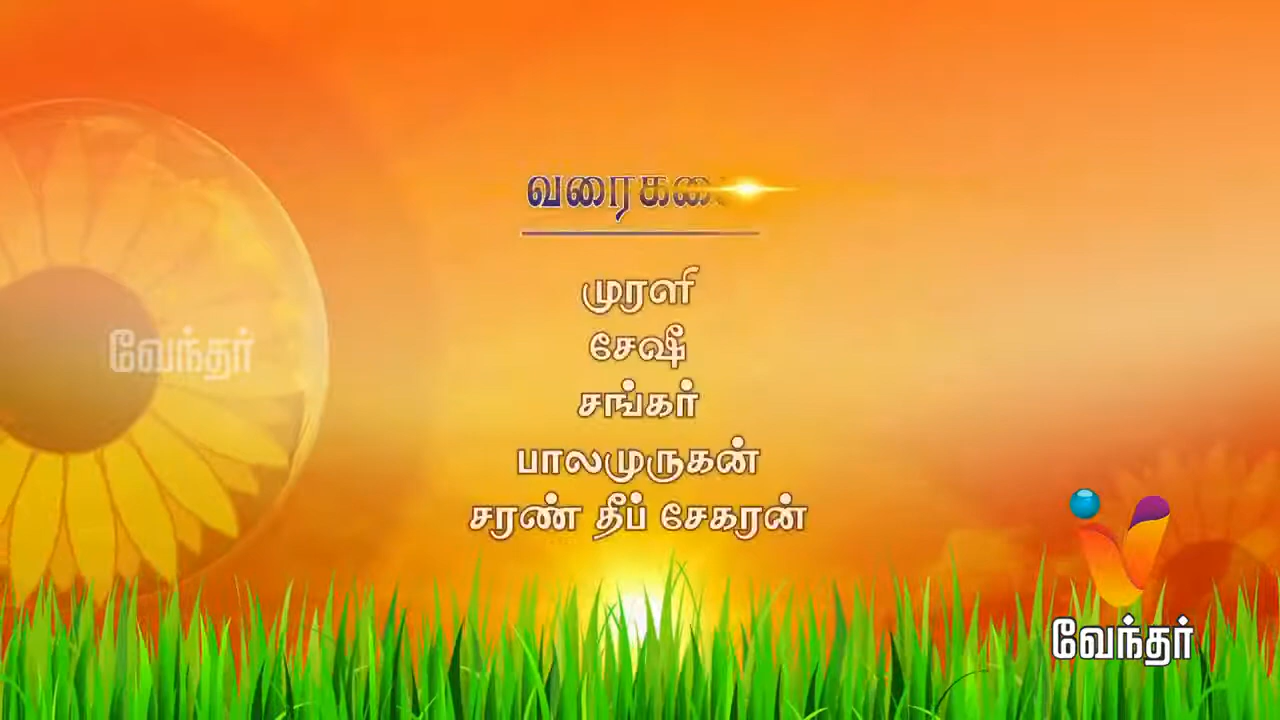 முரளி
சேஷீ
சங்கர்
பாலமுருகன்
சரண் தீப் சேகரன்
வேந்தர்
வேந்தர்